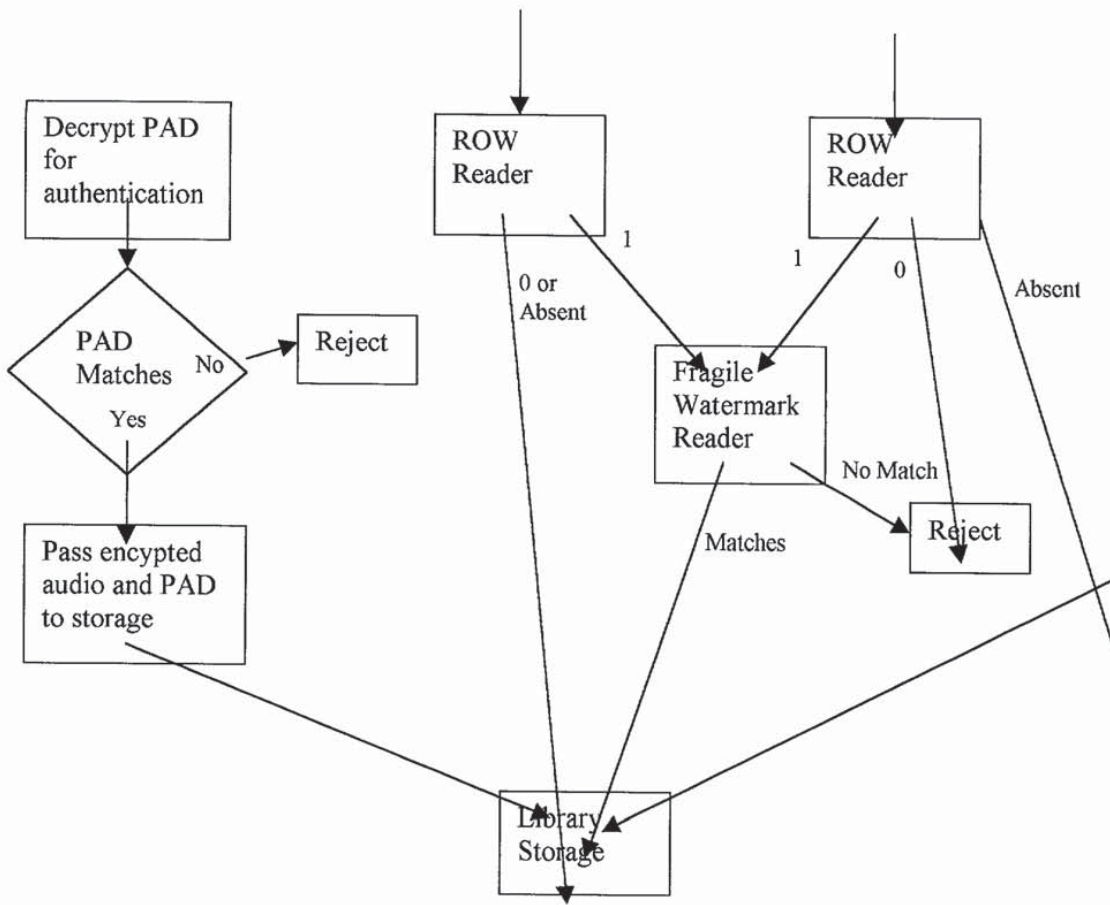 Decrypt PAD
for
authentication
PAD
Matches
No
Yes
Reject
Pass encypted
audio and PAD
to storage
ROW
Reader
ROW
Reader
1
0 or
Absent
1
0
Absent
Fragile
Watermark
Reader
No Match
Reject
Matches
Library
Storage